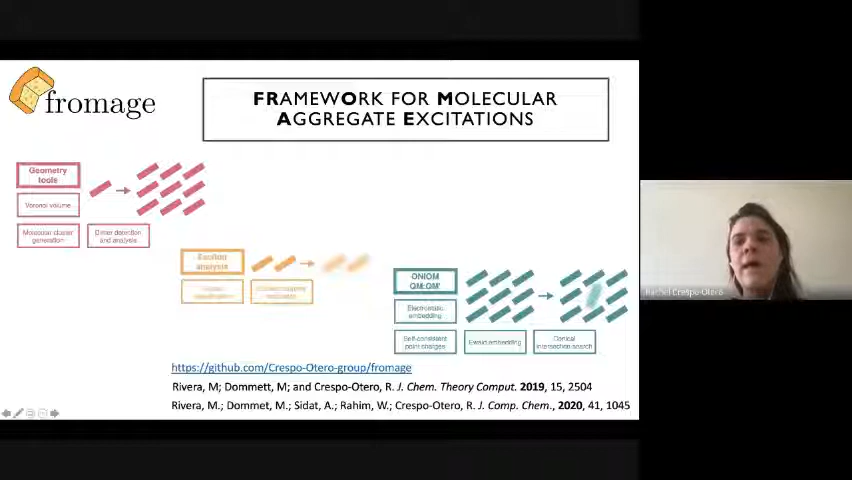 fromage
FRAMEWORK FOR MOLECULAR
AGGREGATE EXCITATIONS
Geometry
tools
Voronoi volume
Molecular cluster
generation
Dimer detection
and analysis
Exciton
analysis
ONIOM
QM:QM'
Electrostatic
embedding
Self-consistent
point charges
Ewald embedding
Conical
intersection search
https://github.com/Crespo-Otero-group/fromage
Rivera, M; Dommett, M; and Crespo-Otero, R. J. Chem. Theory Comput. 2019, 15, 2504
Rivera, M.; Dommet, M.; Sidat, A.; Rahim, W.; Crespo-Otero, R. J. Comp. Chem., 2020, 41, 1045
Rachel Crespo-Otero